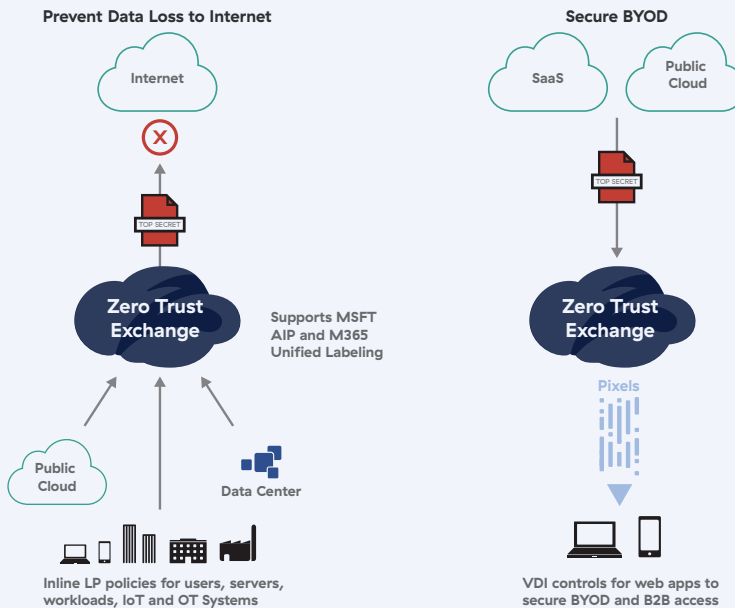 Prevent Data Loss to Internet
Internet
X
TOP SECRET
Zero Trust
Exchange
Supports MSFT
AIP and M365
Unified Labeling
Public
Cloud
Data Center
Inline LP policies for users, servers,
workloads, IoT and OT Systems
Secure BYOD
SaaS
Public
Cloud
TOP SECRET
Zero Trust
Exchange
Pixels
VDI controls for web apps to
secure BYOD and B2B access